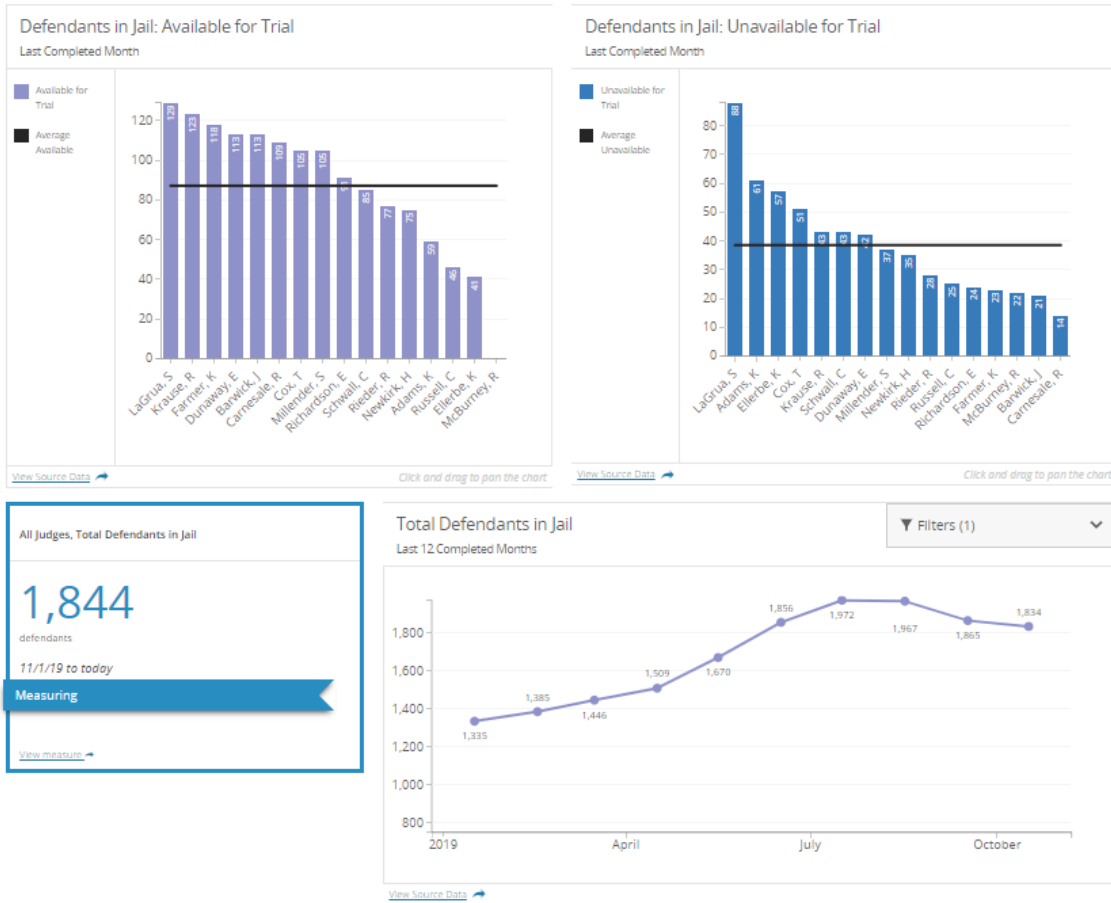 Defendants in Jail: Available for Trial
Last Completed Month
Available for
Trial
Average
Available
120
100
80
60
40
20
0
129
123
118
113
113
109
105
105
91
85
77
75
59
46
41
LaGrua, S
Krause, R
Farmer, K
Dunaway, E
Barwick, J
Carnesale, R
Cox, T
Millender, S
Richardson, E
Schwall, C
Rieder, R
Newkirk, H
Adams, K
Russell, C
Ellerbe, K
McBurney, R
View Source Data
Click and drag to pan the chart
Defendants in Jail: Unavailable for Trial
Last Completed Month
Unavailable for
Trial
Average
Unavailable
80
70
60
50
40
30
20
10
0
88
61
57
51
43
43
42
37
35
28
25
24
23
22
21
14
LaGrua, S
Adams, K
Ellerbe, K
Cox, T
Krause, R
Schwall, C
Dunaway, E
Millender, S
Newkirk, H
Rieder, R
Russell, C
Richardson, E
Farmer, K
McBurney, R
Barwick, J
Carnesale, R
View Source Data
Click and drag to pan the chart
All Judges, Total Defendants in Jail
1,844
defendants
11/1/19 to today
Measuring
View measure
Total Defendants in Jail
Last 12 Completed Months
Filters (1)
1,800
1,600
1,400
1,200
1,000
800
1,335
1,385
1,446
1,509
1,670
1,856
1,972
1,967
1,865
1,834
2019
April
July
October
View Source Data